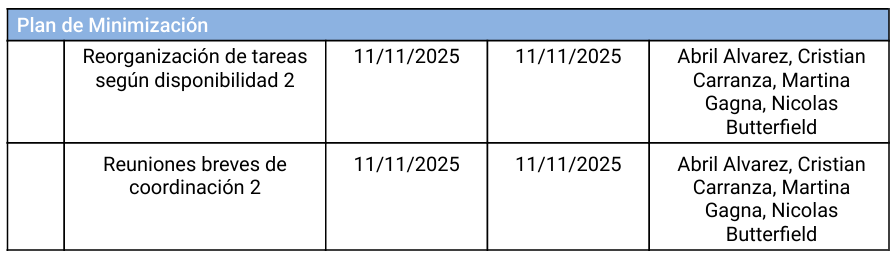 Plan de Minimización
Reorganización de tareas
según disponibilidad 2
11/11/2025
11/11/2025
Abril Alvarez, Cristian
Carranza, Martina
Gagna, Nicolas
Butterfield
Reuniones breves de
coordinación 2
11/11/2025
11/11/2025
Abril Alvarez, Cristian
Carranza, Martina
Gagna, Nicolas
Butterfield